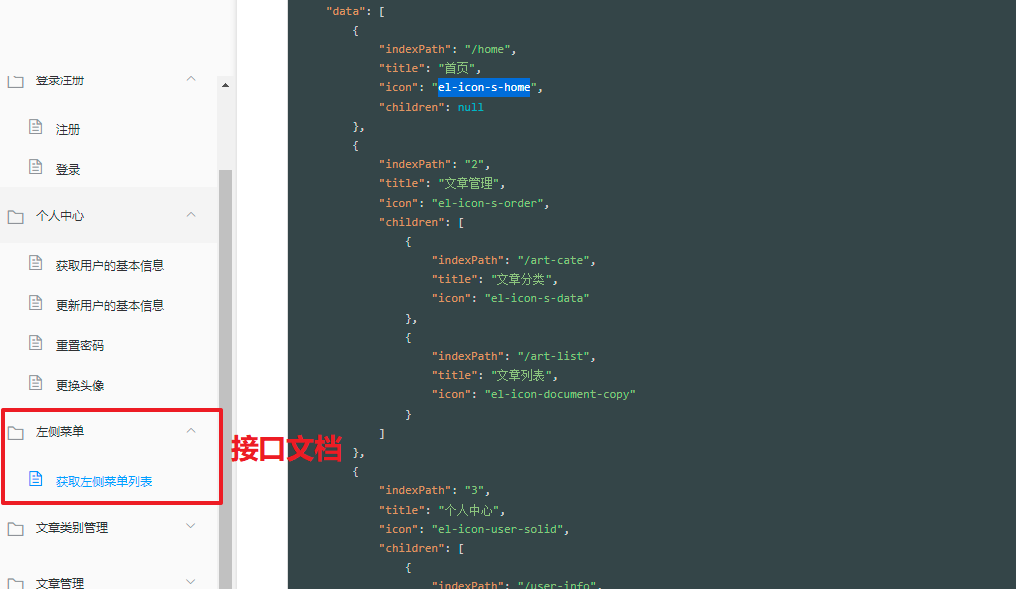 登录注册
注册
登录
个人中心
获取用户的基本信息
更新用户的基本信息
重置密码
更换头像
左侧菜单
获取左侧菜单列表
文章类别管理
文章管理
接口文档
"data": [
{
"indexPath": "/home",
"title": "首页",
"icon": "el-icon-s-home",
"children": null
},
{
"indexPath": "2",
"title": "文章管理",
"icon": "el-icon-s-order",
"children": [
{
"indexPath": "/art-cate",
"title": "文章分类",
"icon": "el-icon-s-data"
},
{
"indexPath": "/art-list",
"title": "文章列表",
"icon": "el-icon-document-copy"
}
]
},
{
"indexPath": "3",
"title": "个人中心",
"icon": "el-icon-user-solid",
"children": [
{
"indexPath": "/user-info",